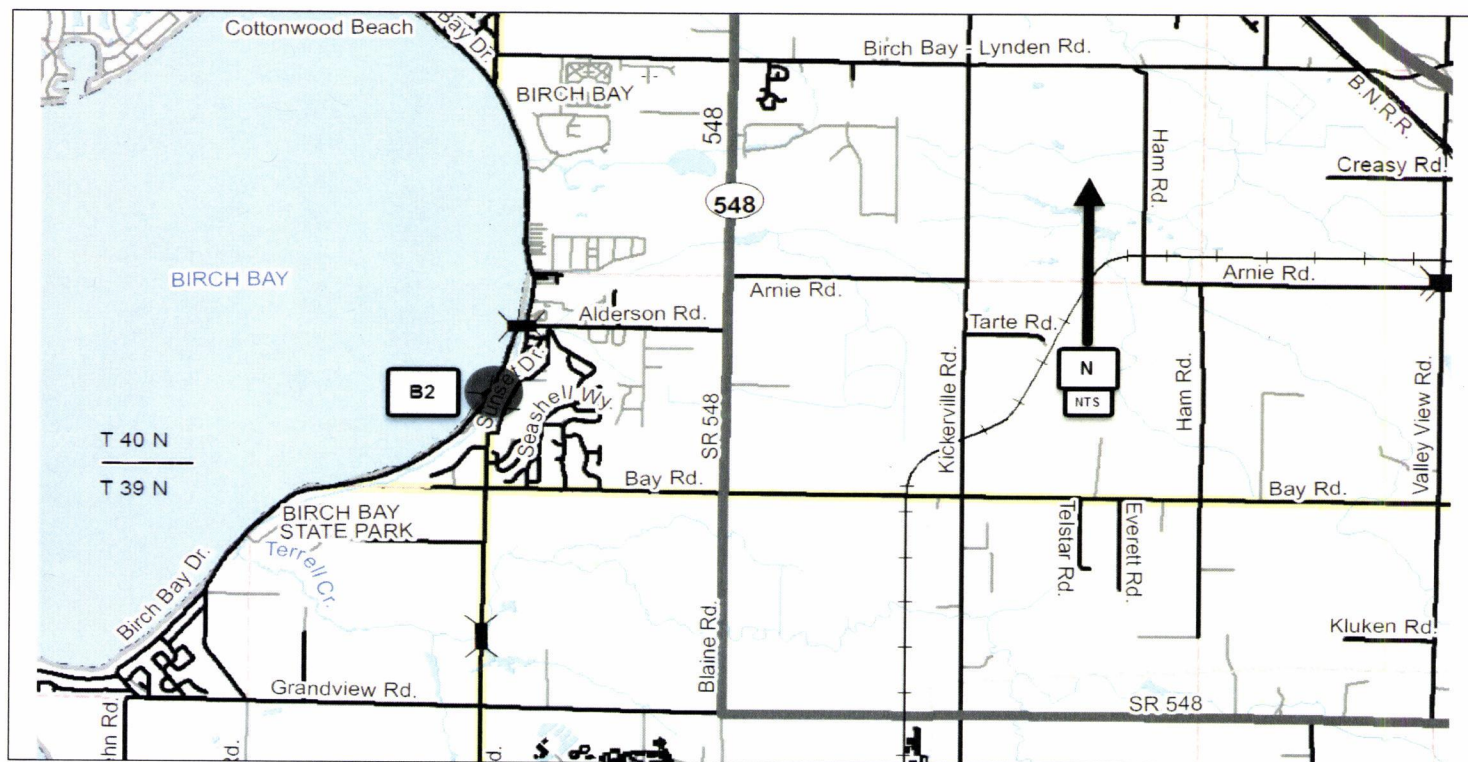 Cottonwood Beach
Bay Dr.
Birch Bay - Lynden Rd.
BIRCH BAY
B.N.R.R.
548
Ham Rd.
Creasy Rd.
548
BIRCH BAY
Arnie Rd.
Arnie Rd.
Alderson Rd.
Tarte Rd.
N
NTS
B2
Sunset Dr.
Seashell Wy.
SR 548
Kickerville Rd.
Ham Rd.
Valley View Rd.
T 40 N
T 39 N
Bay Rd.
Bay Rd.
BIRCH BAY
STATE PARK
Terrell Cr.
Telstar Rd.
Everett Rd.
Birch Bay Dr.
Blaine Rd.
Kluken Rd.
Grandview Rd.
SR 548
hn Rd.
Rd.
d.